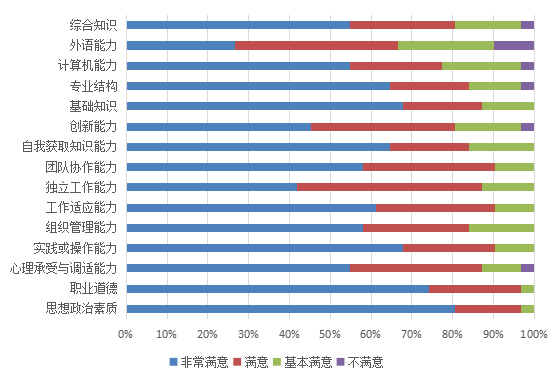 综合知识
外语能力
计算机能力
专业结构
基础知识
创新能力
自我获取知识能力
团队协作能力
独立工作能力
工作适应能力
组织管理能力
实践或操作能力
心理承受与调适能力
职业道德
思想政治素质
0% 10% 20% 30% 40% 50% 60% 70% 80% 90% 100%
非常满意 满意 基本满意 不满意